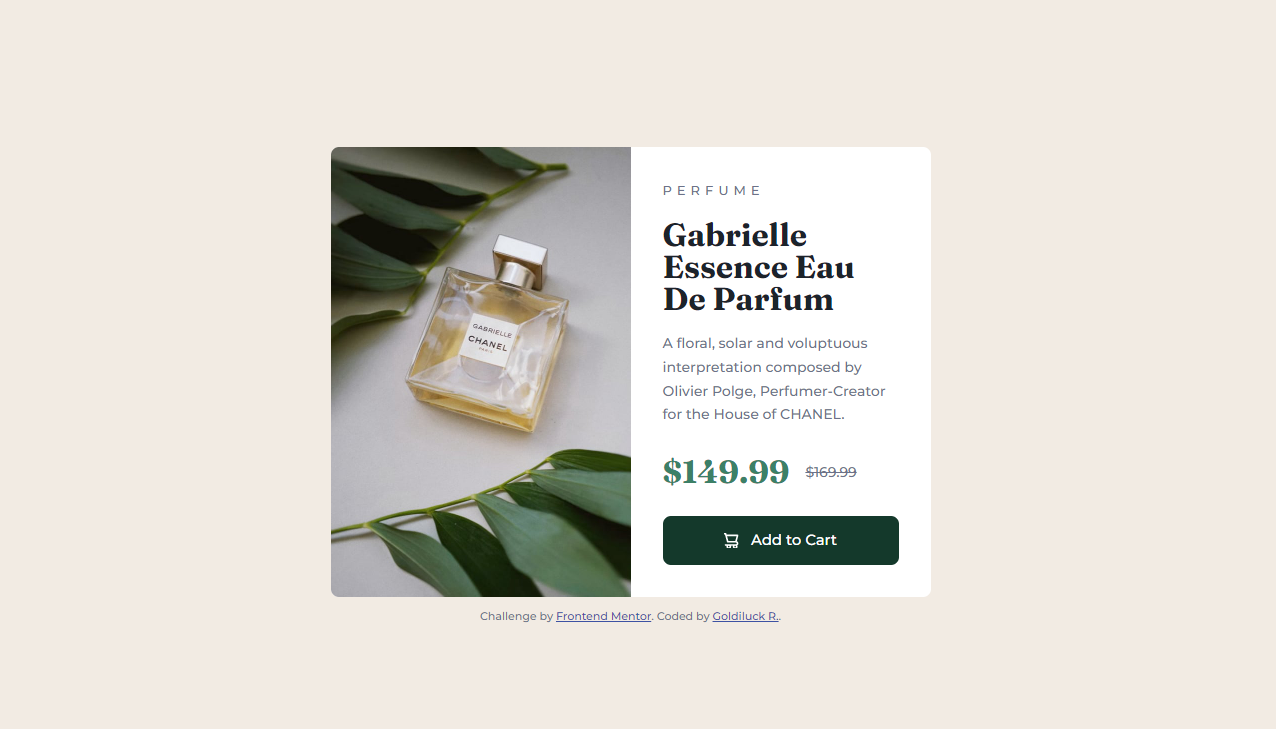 PERFUME
Gabrielle
Essence Eau
De Parfum
A floral, solar and voluptuous
interpretation composed by
Olivier Polge, Perfumer-Creator
for the House of CHANEL.
$149.99 $169.99
Add to Cart
GABRIELLE
CHANEL
PARIS
Challenge by Frontend Mentor. Coded by Goldiluck R..